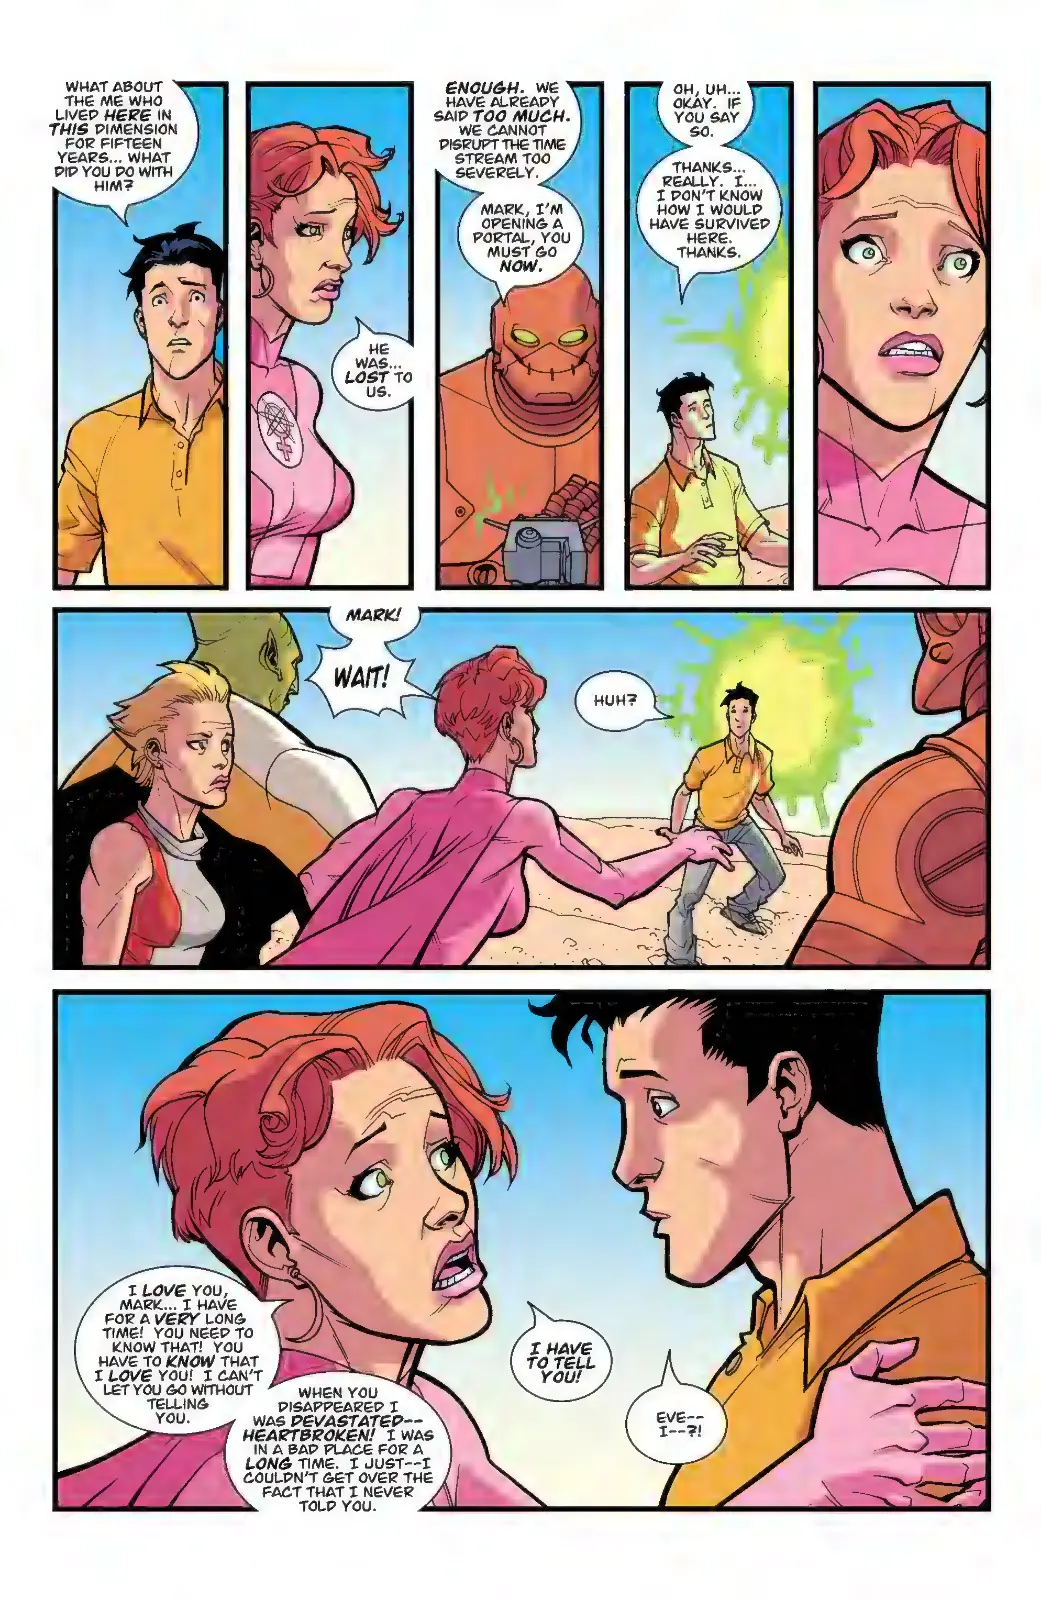 WHAT ABOUT
THE ME WHO
LIVED HERE IN
THIS DIMENSION
FOR FIFTEEN
YEARS... WHAT
DID YOU DO WITH
HIM?
HE
WAS...
LOST TO
US.
ENOUGH. WE
HAVE ALREADY
SAID TOO MUCH.
WE CANNOT
DISRUPT THE TIME
STREAM TOO
SEVERELY.
MARK, I'M
OPENING A
PORTAL, YOU
MUST GO
NOW.
OH, UH...
OKAY. IF
YOU SAY
SO.
THANKS...
REALLY. I...
I DON'T KNOW
HOW I WOULD
HAVE SURVIVED
HERE.
THANKS.
MARK!
WAIT!
HUH?
I HAVE
TO TELL
YOU!
I LOVE YOU,
MARK... I HAVE
FOR A VERY LONG
TIME! YOU NEED TO
KNOW THAT! YOU
HAVE TO KNOW THAT
I LOVE YOU! I CAN'T
LET YOU GO WITHOUT
TELLING
YOU.
WHEN YOU
DISAPPEARED I
WAS DEVASTATED--
HEARTBROKEN! I WAS
IN A BAD PLACE FOR A
LONG TIME. I JUST--I
COULDN'T GET OVER THE
FACT THAT I NEVER
TOLD YOU.
EVE--
I--?!